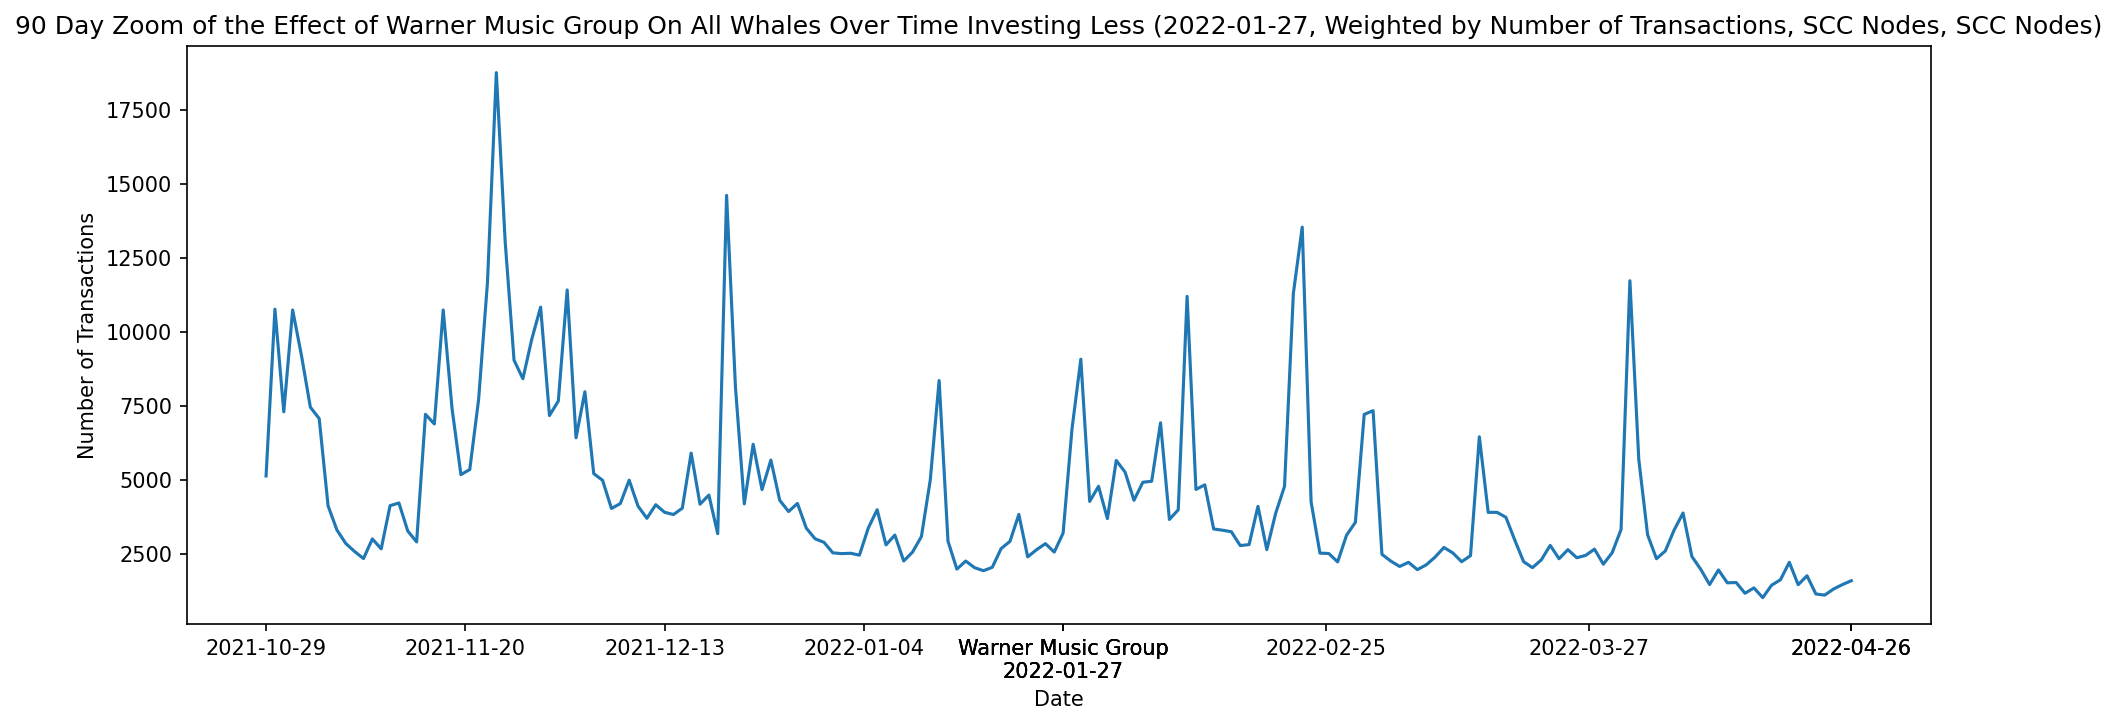 90 Day Zoom of the Effect of Warner Music Group On All Whales Over Time Investing Less (2022-01-27, Weighted by Number of Transactions, SCC Nodes, SCC Nodes)
17500
15000
12500
10000
7500
5000
2500
Number of Transactions
2021-10-29 2021-11-20 2021-12-13 2022-01-04 Warner Music Group 2022-02-25 2022-03-27 2022-04-26
2022-01-27
Date